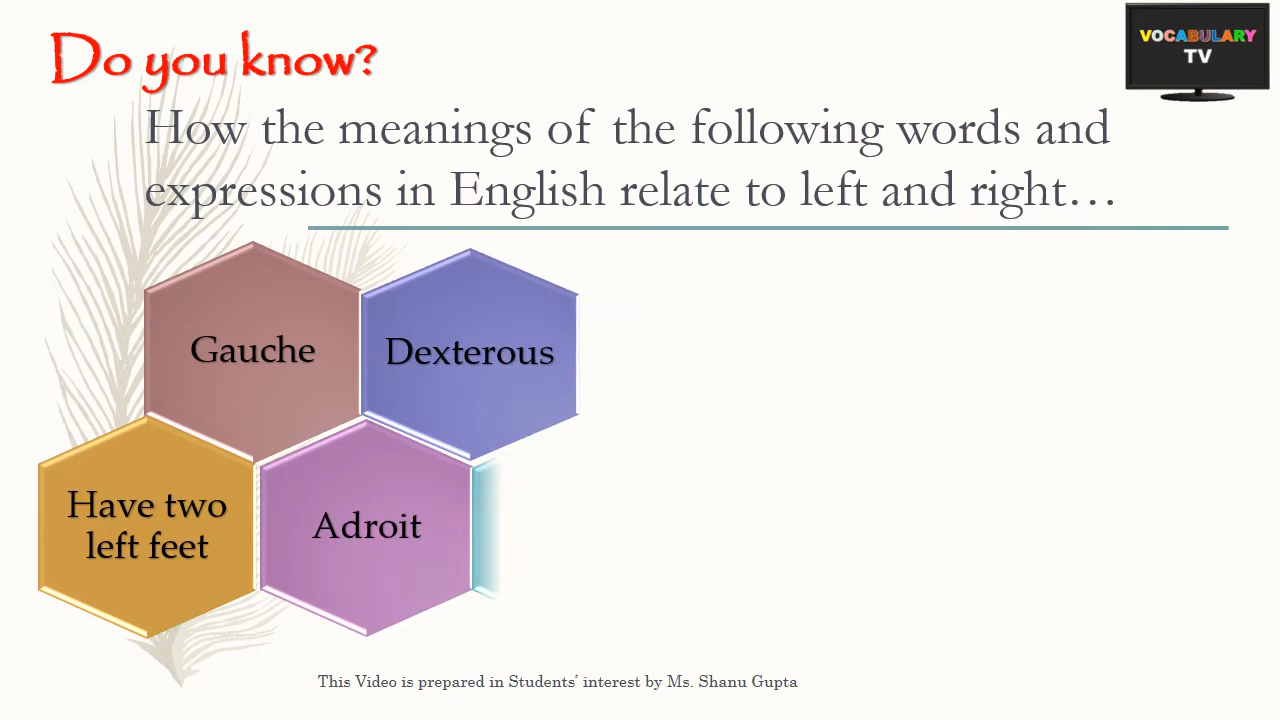 Do you know?
VOCABULARY
TV
How the meanings of the following words and
expressions in English relate to left and right…
Gauche
Dexterous
Have two
left feet
Adroit
This Video is prepared in Students’ interest by Ms. Shanu Gupta